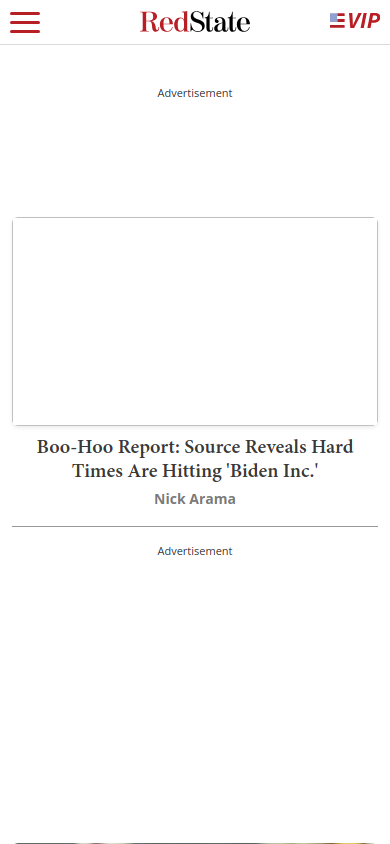 RedState
VIP
Advertisement
Boo-Hoo Report: Source Reveals Hard
Times Are Hitting 'Biden Inc.'
Nick Arama
Advertisement